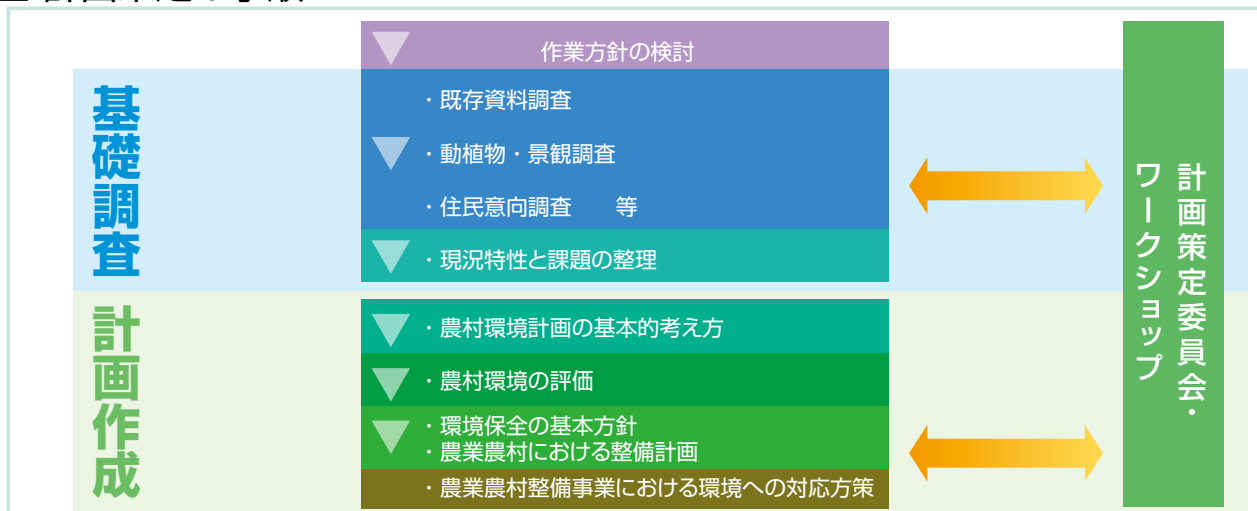 作業方針の検討
基礎調査
・既存資料調査
・動植物・景観調査
・住民意向調査　等
・現況特性と課題の整理
計画作成
・農村環境計画の基本的考え方
・農村環境の評価
・環境保全の基本方針
・農業農村における整備計画
・農業農村整備事業における環境への対応方策
計画策定委員会・
ワークショップ